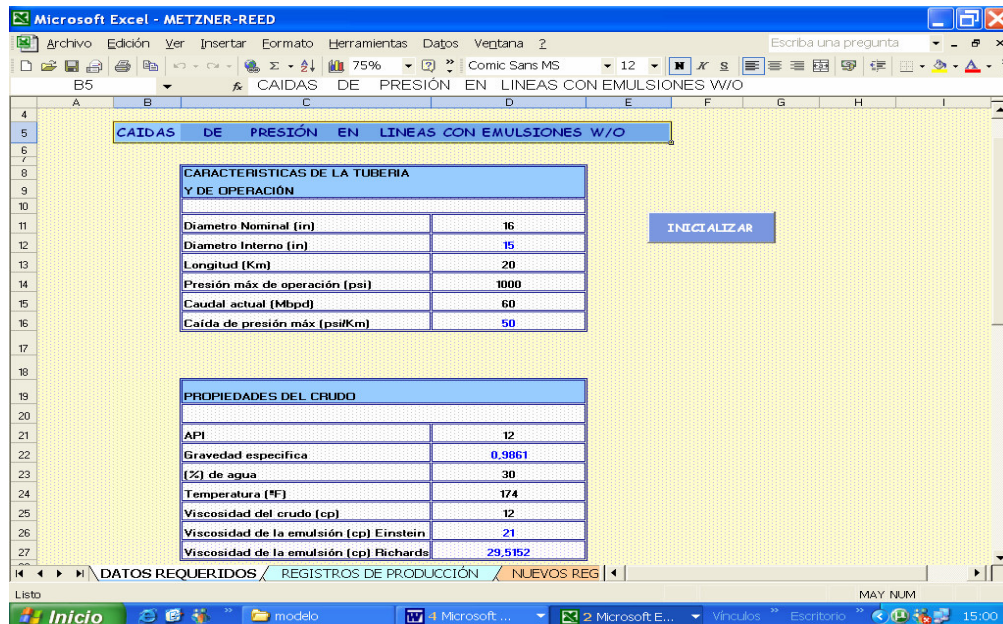 Microsoft Excel - METZNER-REED
Archivo Edición Ver Insertar Formato Herramientas Datos Ventana ? Escriba una pregunta
75% Comic Sans MS 12 N K S
B5 fx CAIDAS DE PRESIÓN EN LINEAS CON EMULSIONES W/O
A B C D E F G H I
4
5 CAIDAS DE PRESIÓN EN LINEAS CON EMULSIONES W/O
6
7
8 CARACTERISTICAS DE LA TUBERIA
9 Y DE OPERACIÓN
10
11 Diametro Nominal (in) 16
INICIALIZAR
12 Diametro Interno (in) 15
13 Longitud (Km) 20
14 Presión máx de operación (psi) 1000
15 Caudal actual (Mbpd) 60
16 Caída de presión máx (psi/Km) 50
17
18
19 PROPIEDADES DEL CRUDO
20
21 API 12
22 Gravedad especifica 0,9861
23 (%) de agua 30
24 Temperatura (ºF) 174
25 Viscosidad del crudo (cp) 12
26 Viscosidad de la emulsión (cp) Einstein 21
27 Viscosidad de la emulsión (cp) Richards 29,5152
DATOS REQUERIDOS REGISTROS DE PRODUCCIÓN NUEVOS REG
Listo MAY NUM
Inicio » modelo 4 Microsoft ... 2 Microsoft E... Vínculos » Escritorio » 15:00